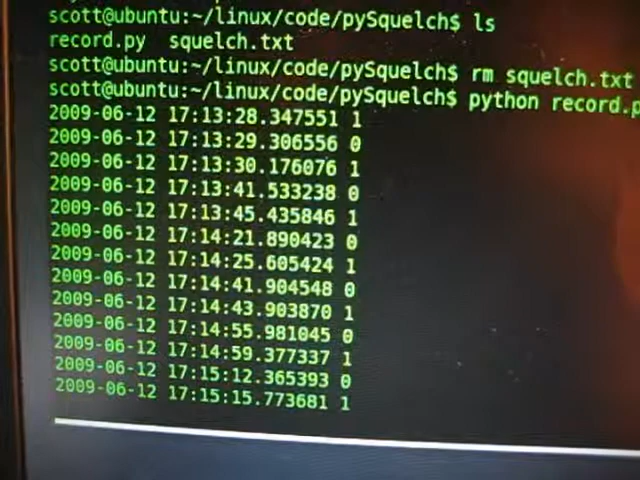 scott@ubuntu:~/linux/code/pySquelch$ ls
record.py  squelch.txt
scott@ubuntu:~/linux/code/pySquelch$ rm squelch.txt
scott@ubuntu:~/linux/code/pySquelch$ python record.p
2009-06-12 17:13:28.347551 1
2009-06-12 17:13:29.306556 0
2009-06-12 17:13:30.176076 1
2009-06-12 17:13:41.533238 0
2009-06-12 17:13:45.435846 1
2009-06-12 17:14:21.890423 0
2009-06-12 17:14:25.605424 1
2009-06-12 17:14:41.904548 0
2009-06-12 17:14:43.903870 1
2009-06-12 17:14:55.981045 0
2009-06-12 17:14:59.377337 1
2009-06-12 17:15:12.365393 0
2009-06-12 17:15:15.773681 1